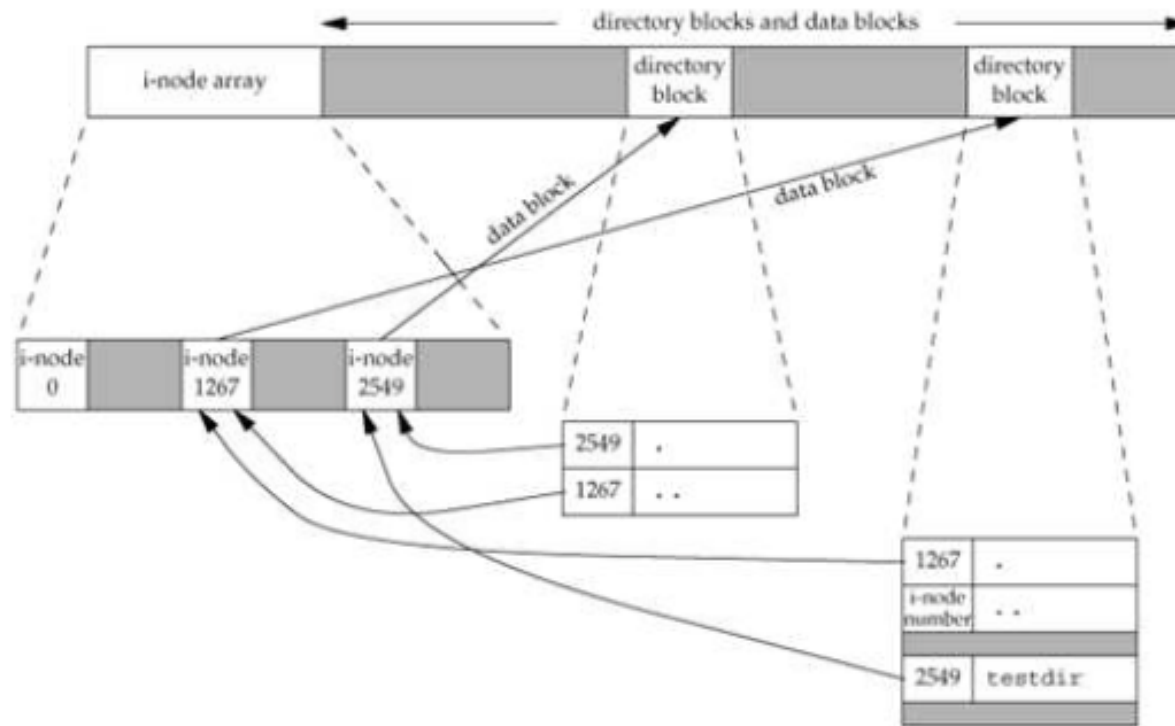 directory blocks and data blocks
i-node array
directory
block
directory
block
data block
data block
i-node
0
i-node
1267
i-node
2549
2549 .
1267 . .
1267 .
i-node
number . .
2549 testdir